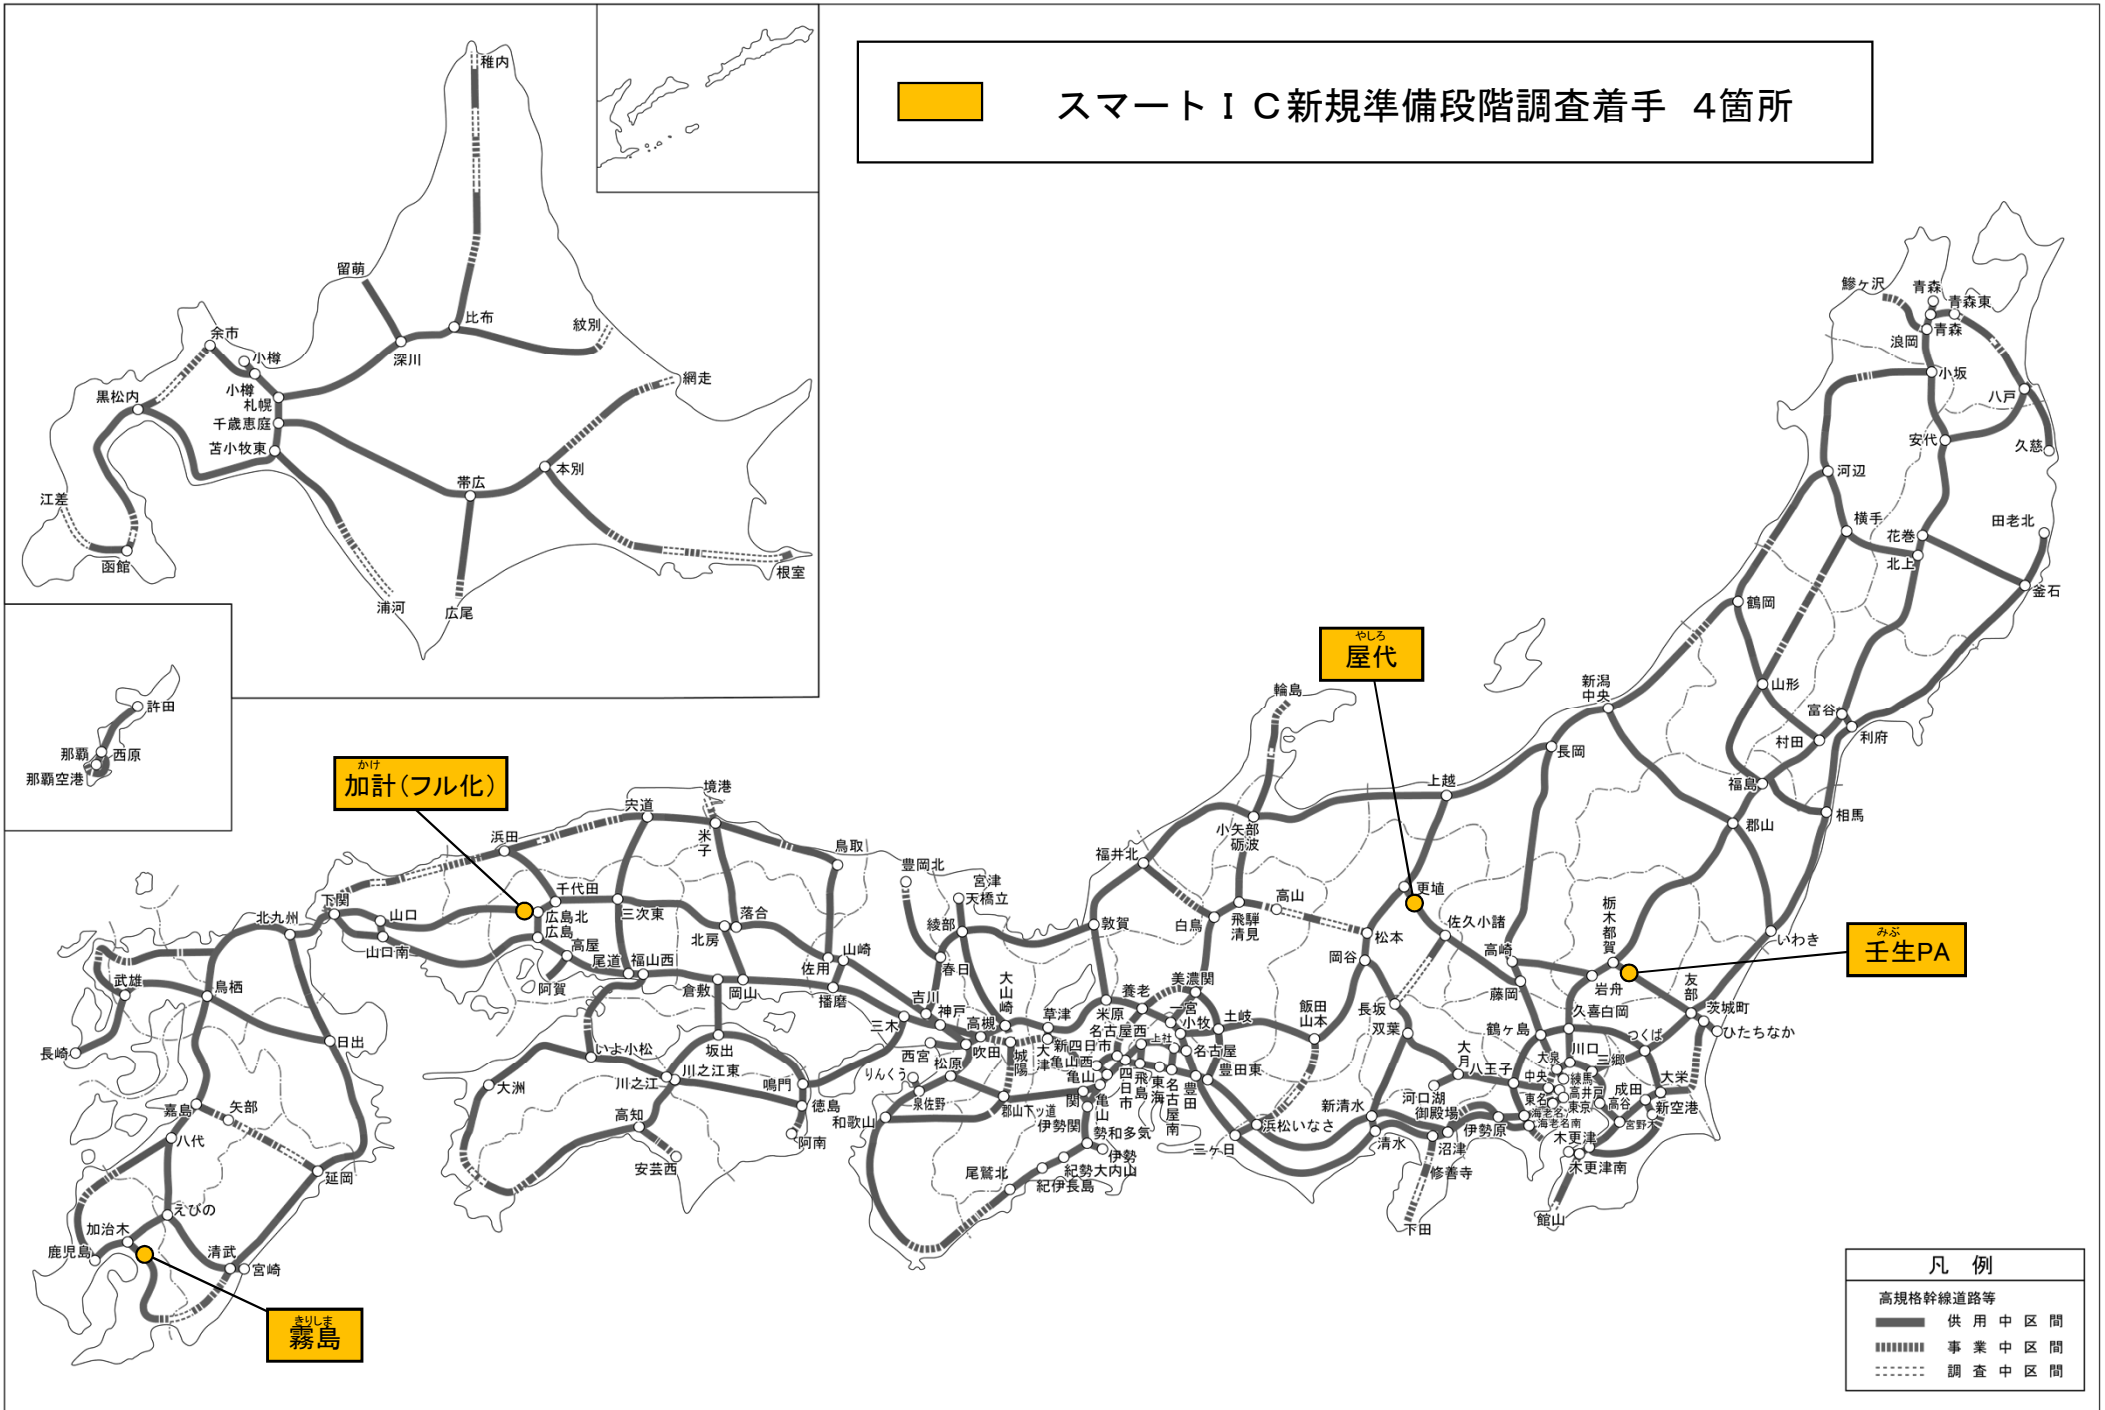 スマートＩＣ新規準備段階調査着手　4箇所
稚内
留萌
比布
紋別
深川
余市
小樽
小樽
札幌
千歳恵庭
苫小牧東
黒松内
網走
本別
帯広
江差
函館
浦河
広尾
根室
許田
那覇
西原
那覇空港
鰺ヶ沢
青森
青森東
青森
浪岡
小坂
八戸
安代
久慈
河辺
横手
花巻
北上
田老北
釜石
鶴岡
山形
富谷
利府
村田
福島
相馬
郡山
いわき
新潟
中央
長岡
上越
やしろ
屋代
更埴
佐久小諸
輪島
小矢部
砺波
福井北
白鳥
飛騨
清見
高山
松本
岡谷
敦賀
高崎
藤岡
栃木都賀
岩舟
みぶ
壬生PA
友部
茨城町
ひたちなか
久喜白岡
つくば
鶴ヶ島
川口
三郷
大泉
練馬
中央
高井戸
東名
東京
成田
高谷
大栄
新空港
宮野木
海老名
海老名南
木更津
木更津南
館山
大月
八王子
河口湖
御殿場
伊勢原
長坂
双葉
新清水
清水
沼津
修善寺
下田
飯田
山本
土岐
美濃関
養老
一宮
小牧
米原
名古屋西
上社
名古屋
豊田東
豊田
名古屋南
東海
飛島
四日市
新四日市
亀山西
亀山
亀山
関
伊勢関
勢和多気
伊勢
大内山
紀勢
紀伊長島
尾鷲北
浜松いなさ
三ヶ日
草津
大津
城陽
大山崎
高槻
吹田
神戸
吉川
西宮
松原
りんくう
泉佐野
和歌山
郡山下ッ道
三木
春日
綾部
宮津
天橋立
豊岡北
鳥取
山崎
佐用
播磨
かけ
加計（フル化）
境港
宍道
米子
浜田
千代田
広島北
広島
三次東
落合
北房
高屋
阿賀
尾道
福山西
倉敷
岡山
坂出
鳴門
徳島
阿南
いよ小松
川之江
川之江東
大洲
高知
安芸西
下関
山口
山口南
北九州
武雄
鳥栖
長崎
日出
嘉島
矢部
八代
延岡
えびの
加治木
鹿児島
清武
宮崎
きりしま
霧島
凡　例
高規格幹線道路等
供用中区間
事業中区間
調査中区間